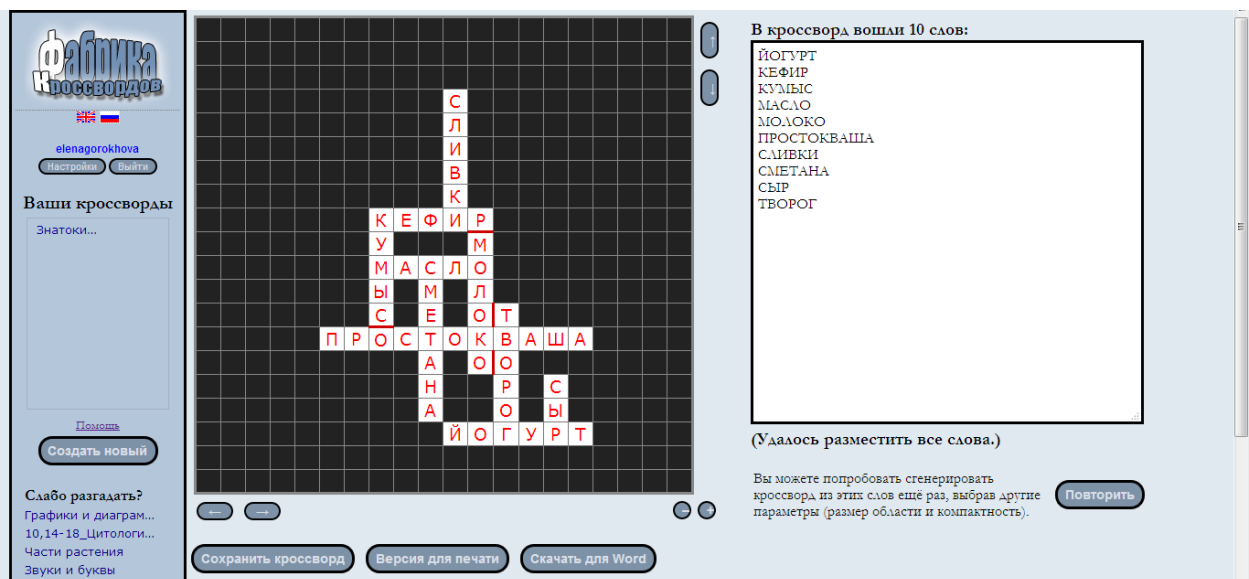 Фабрика
Кроссвордов
elenagorokhova
Настройки Выйти
Ваши кроссворды
Знатоки...
Помощь
Создать новый
Слабо разгадать?
Графики и диаграм...
10,14-18_Цитологи...
Части растения
Звуки и буквы
С
Л
И
В
К
К Е Ф И Р
У М
М А С Л О
Ы М Л
С Е О Т
П Р О С Т О К В А Ш А
А О О
Н Р С
А О Ы
Й О Г У Р Т
↑
↓
← → − +
Сохранить кроссворд Версия для печати Скачать для Word
В кроссворд вошли 10 слов:
ЙОГУРТ
КЕФИР
КУМЫС
МАСЛО
МОЛОКО
ПРОСТОКВАША
СЛИВКИ
СМЕТАНА
СЫР
ТВОРОГ
(Удалось разместить все слова.)
Вы можете попробовать сгенерировать
кроссворд из этих слов ещё раз, выбрав другие
параметры (размер области и компактность).
Повторить